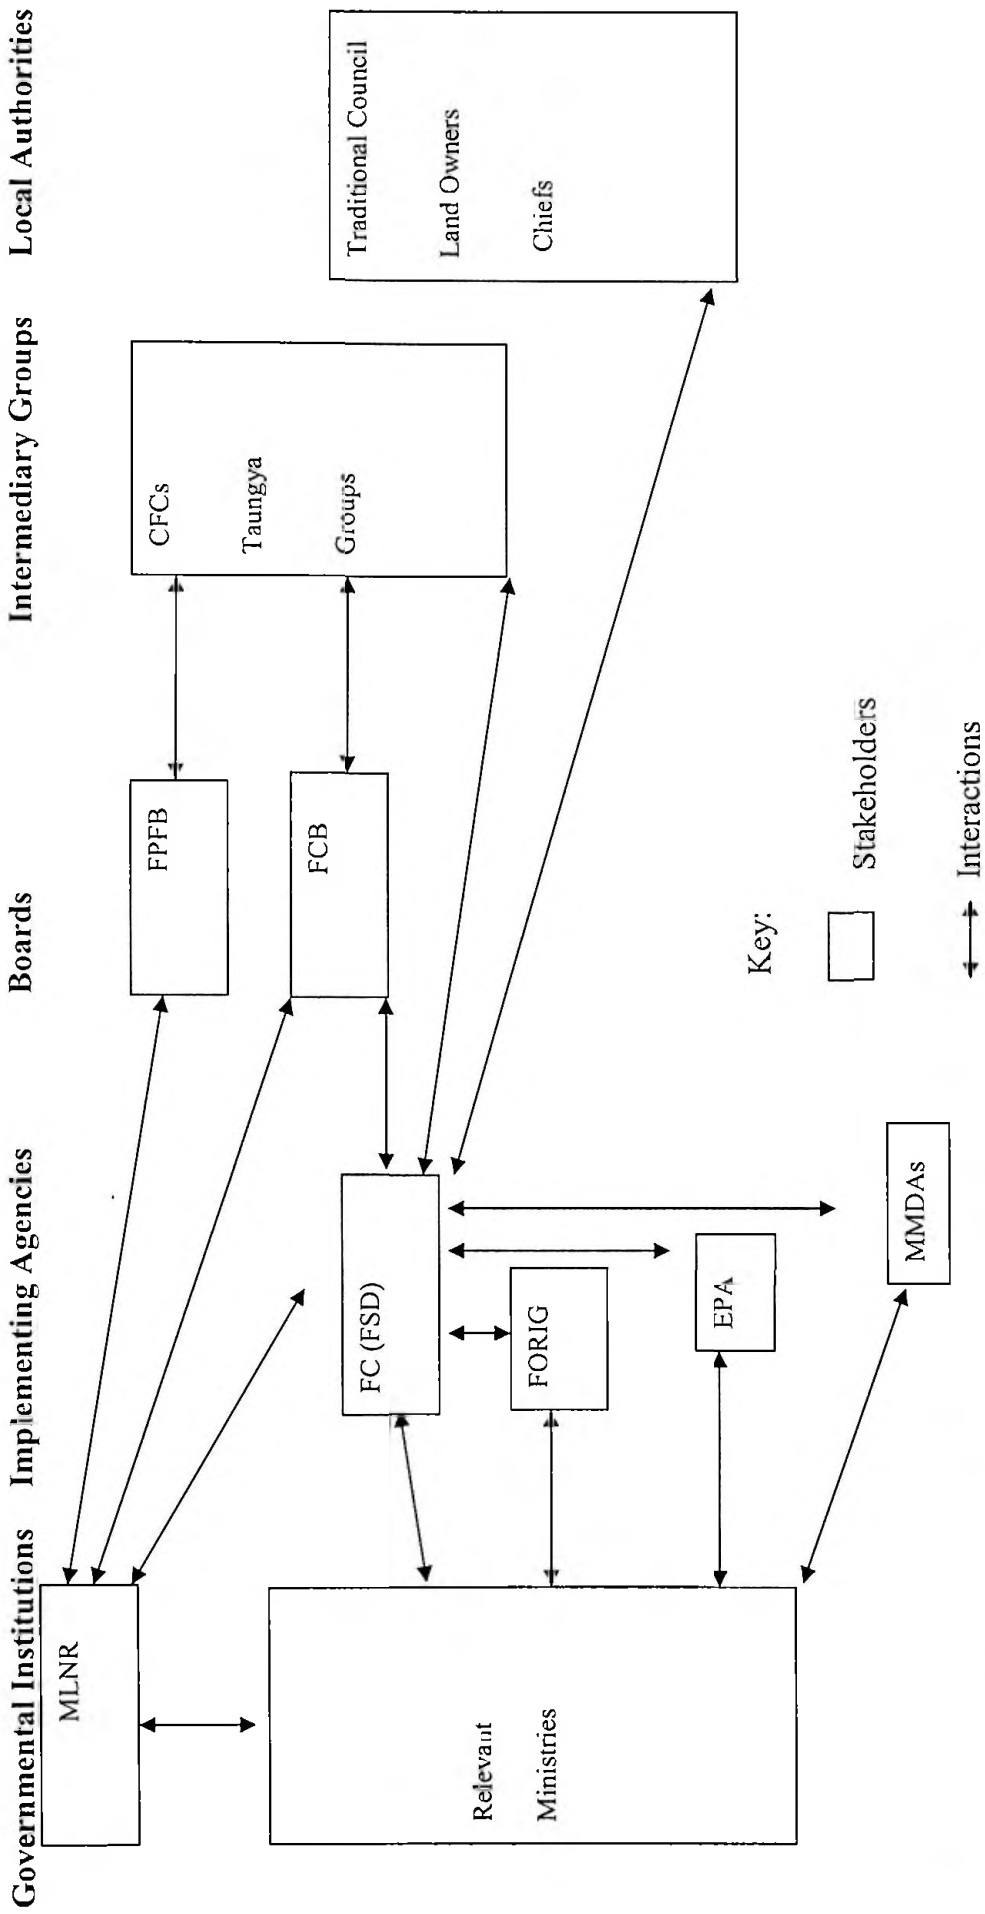 Governmental Institutions
Implementing Agencies
Boards
Intermediary Groups
Local Authorities
MLNR
Relevant
Ministries
FC (FSD)
FORIG
EPA
MMDAs
FPFB
FCB
CFCs
Taungya
Groups
Traditional Council
Land Owners
Chiefs
Key:
Stakeholders
Interactions